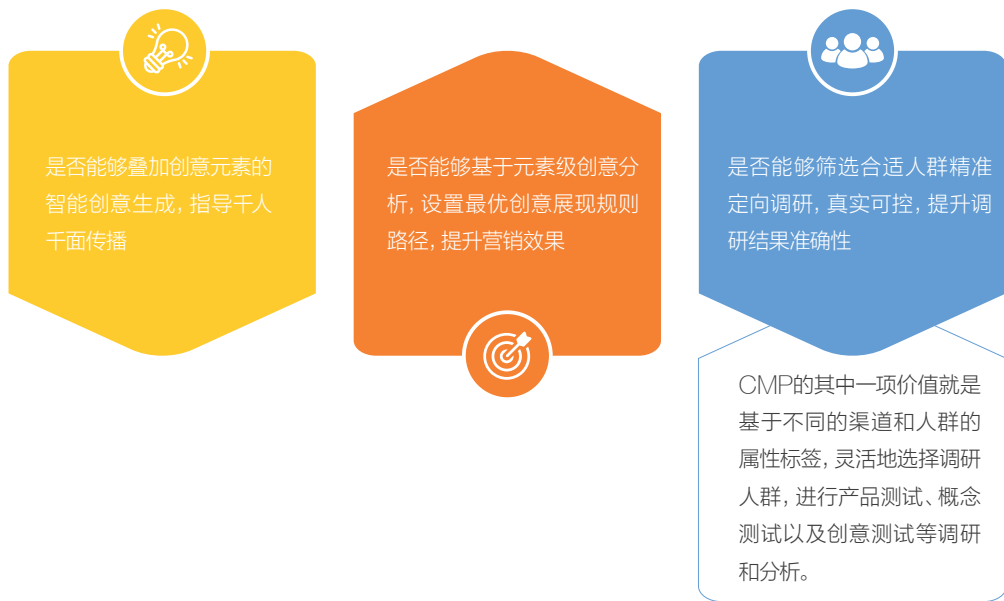 是否能够叠加创意元素的
智能创意生成，指导千人
千面传播
是否能够基于元素级创意分
析，设置最优创意展现规则
路径，提升营销效果
是否能够筛选合适人群精准
定向调研，真实可控，提升调
研结果准确性
CMP的其中一项价值就是
基于不同的渠道和人群的
属性标签，灵活地选择调研
人群，进行产品测试、概念
测试以及创意测试等调研
和分析。